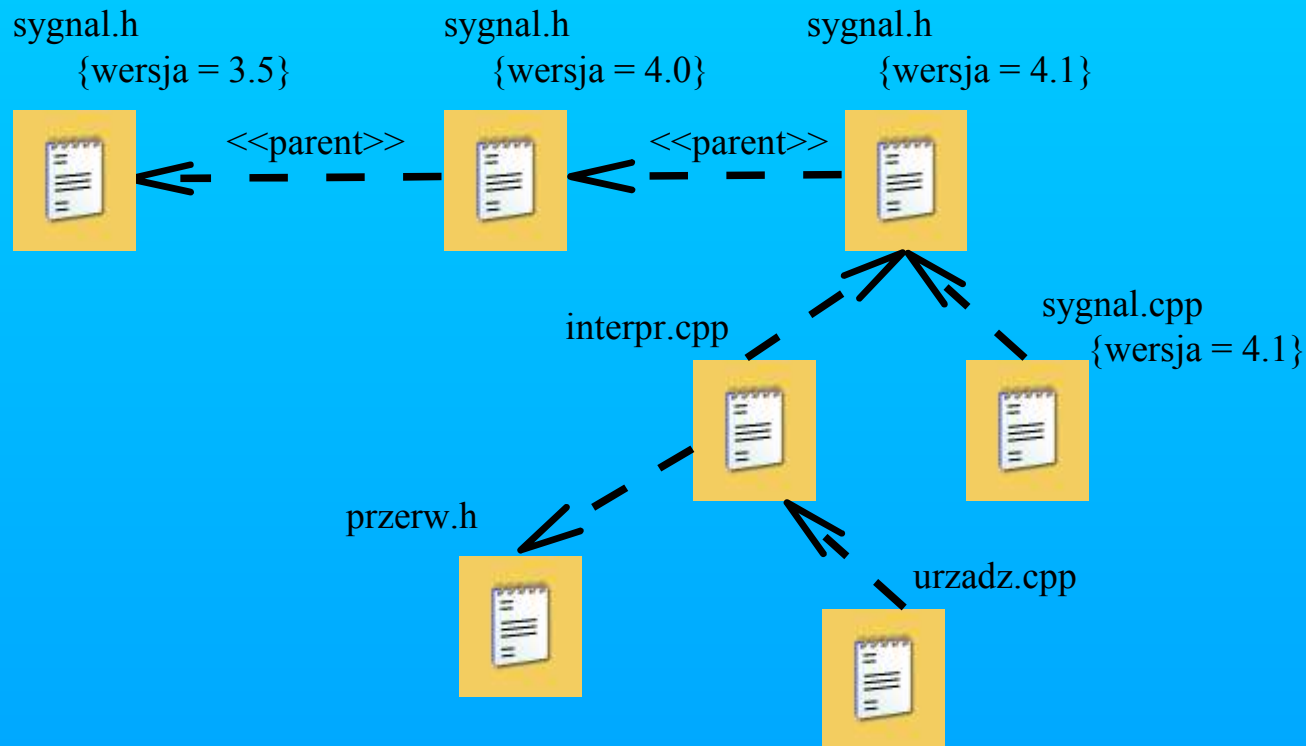 sygnal.h
{wersja = 3.5}
sygnal.h
{wersja = 4.0}
sygnal.h
{wersja = 4.1}
<<parent>>
<<parent>>
interpr.cpp
sygnal.cpp
{wersja = 4.1}
przerw.h
urzadz.cpp